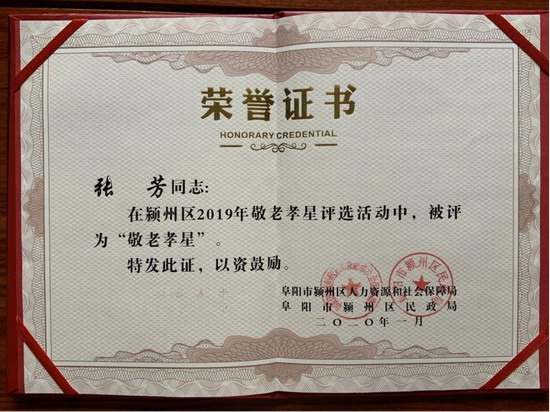 荣誉证书
HONORARY CREDENTIAL
张 芳同志:
在颍州区2019年敬老孝星评选活动中，被评
为“敬老孝星”。
特发此证，以资鼓励。
阜阳市颍州区人力资源和社会保障局
阜阳市颍州区民政局
二〇二〇年一月